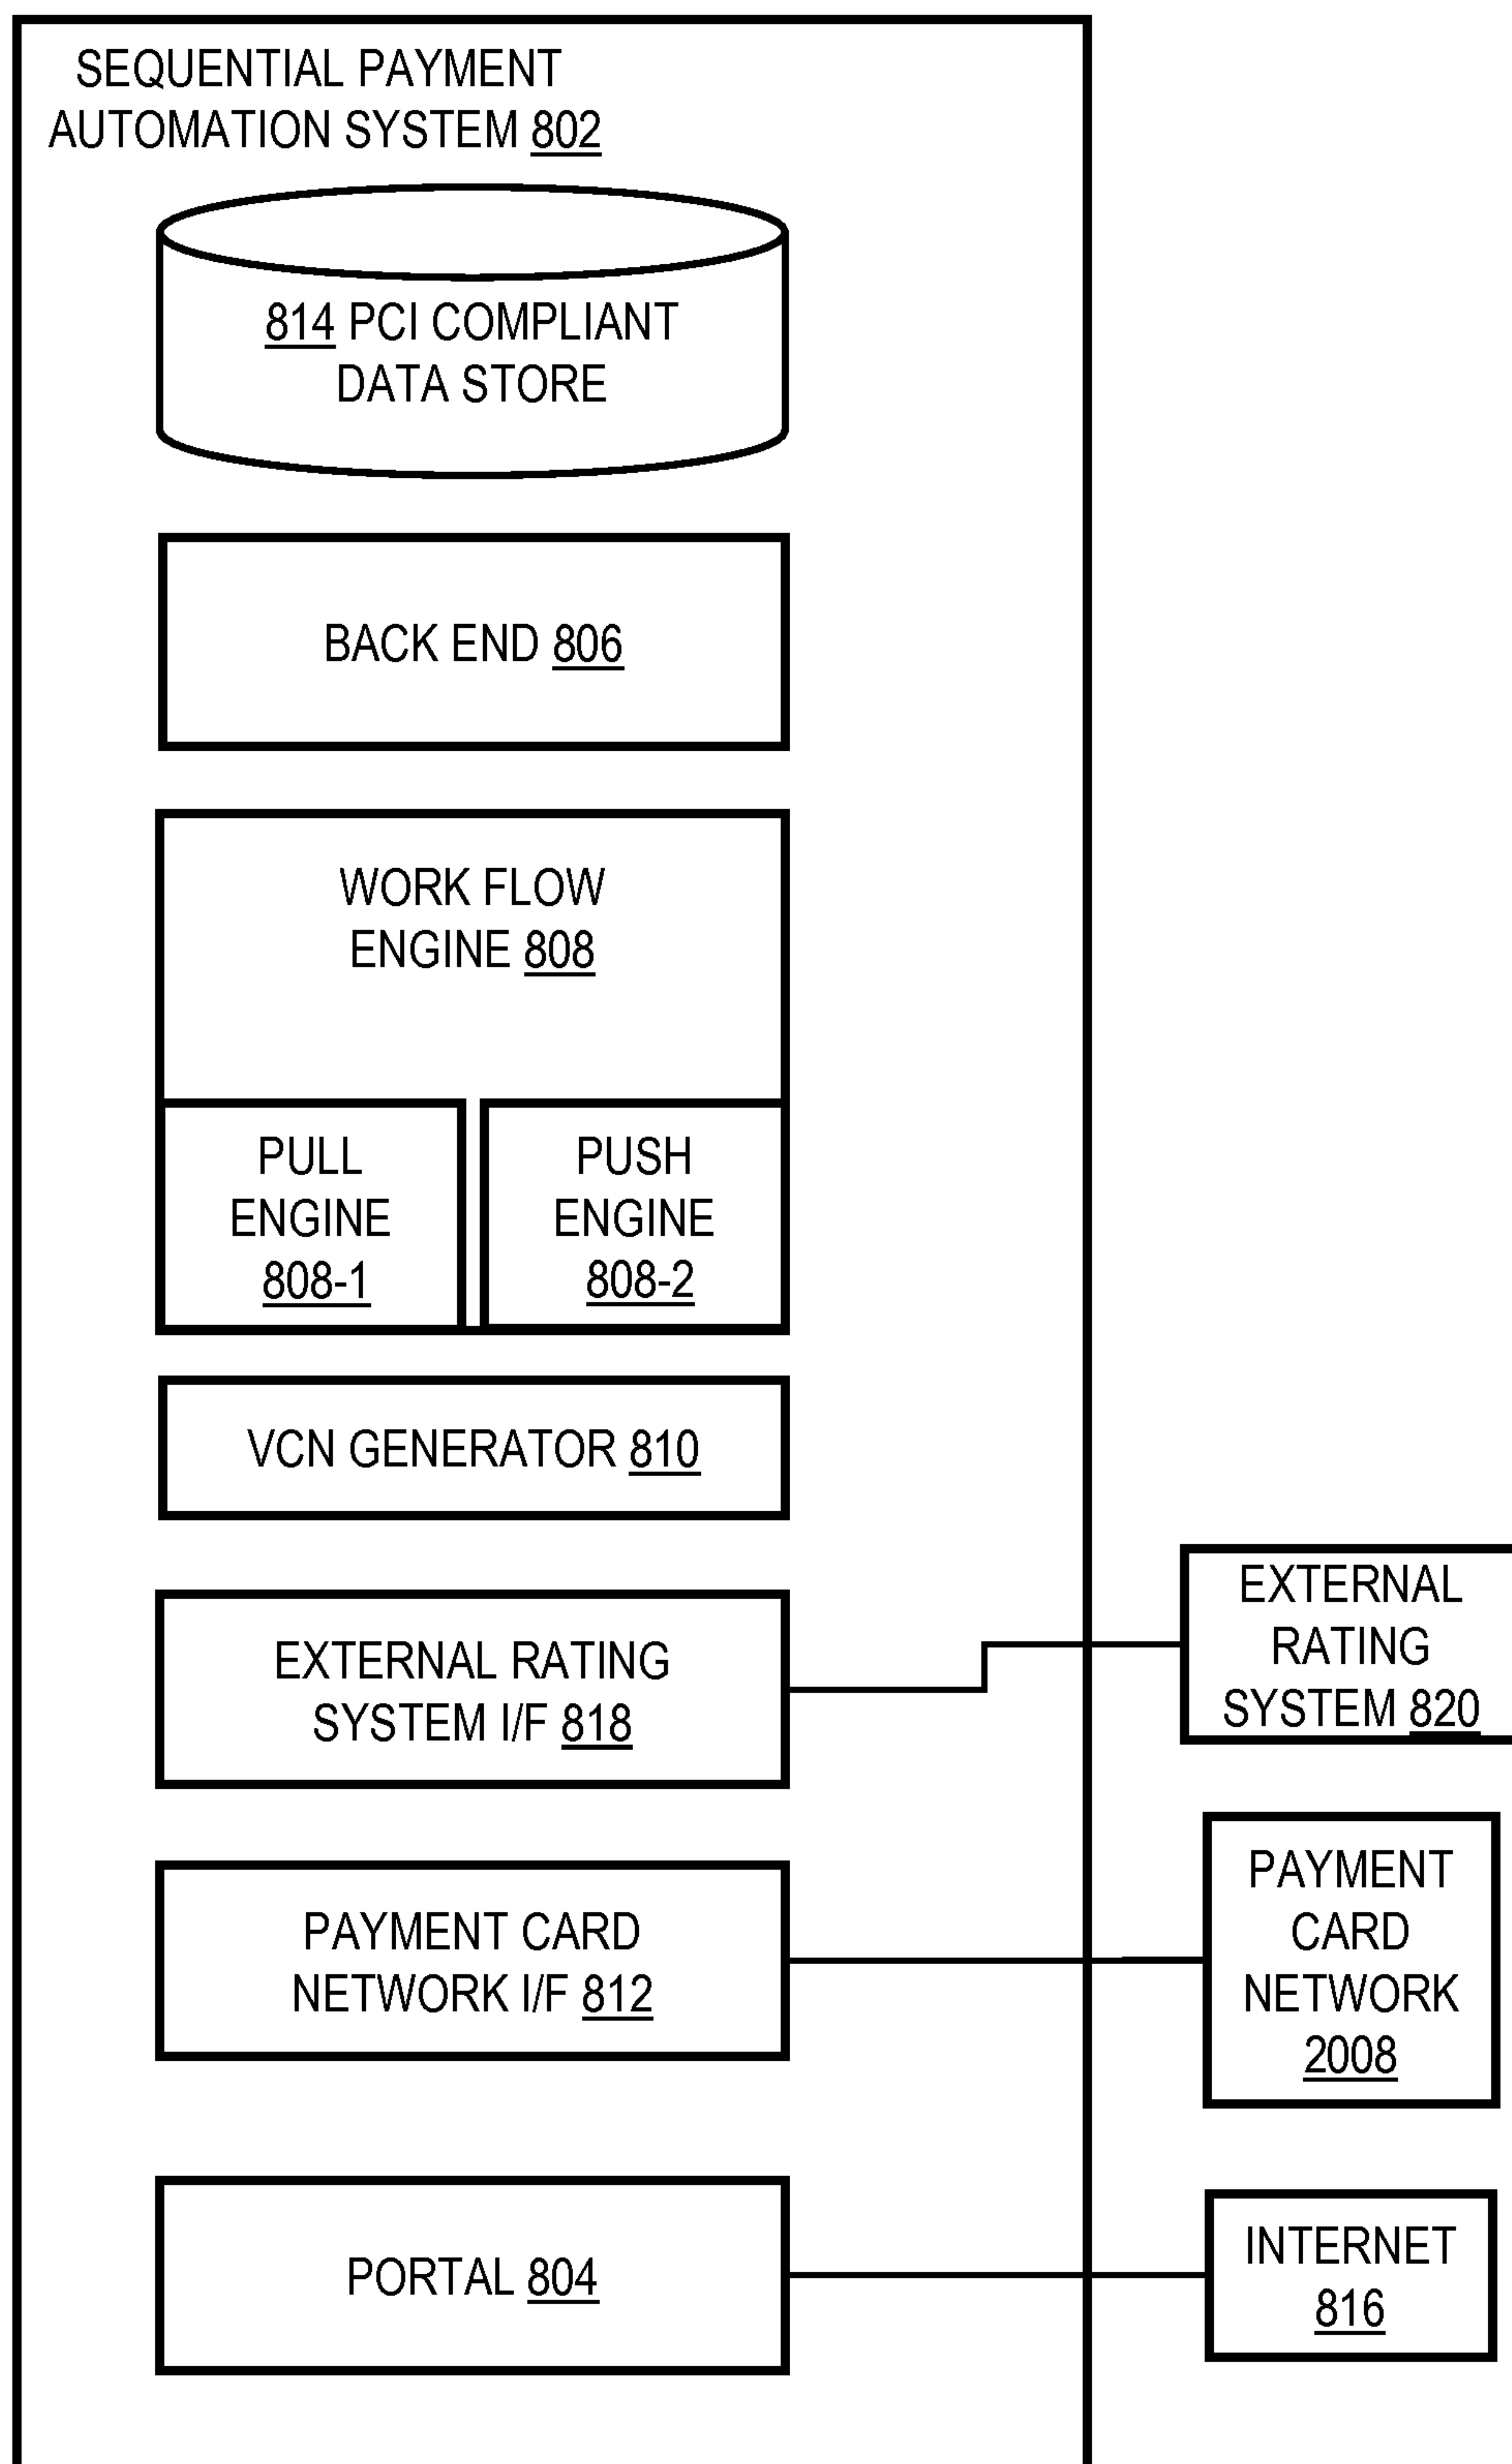 SEQUENTIAL PAYMENT
AUTOMATION SYSTEM 802
814 PCI COMPLIANT
DATA STORE
BACK END 806
WORK FLOW
ENGINE 808
PULL
ENGINE
808-1
PUSH
ENGINE
808-2
VCN GENERATOR 810
EXTERNAL RATING
SYSTEM I/F 818
EXTERNAL
RATING
SYSTEM 820
PAYMENT CARD
NETWORK I/F 812
PAYMENT
CARD
NETWORK
2008
PORTAL 804
INTERNET
816